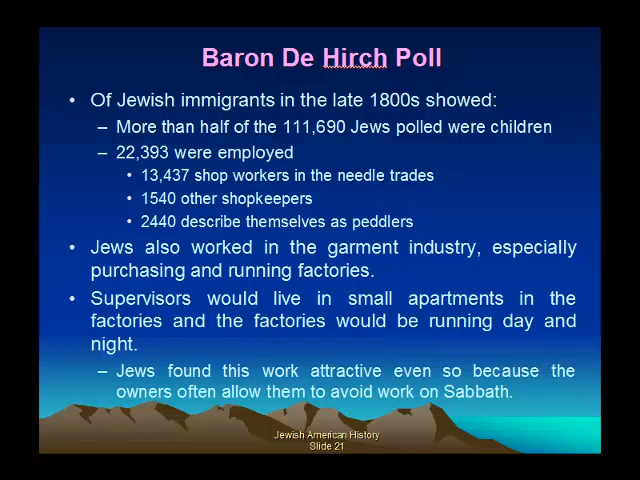 Baron De Hirch Poll
• Of Jewish immigrants in the late 1800s showed:
– More than half of the 111,690 Jews polled were children
– 22,393 were employed
• 13,437 shop workers in the needle trades
• 1540 other shopkeepers
• 2440 describe themselves as peddlers
• Jews also worked in the garment industry, especially
purchasing and running factories.
• Supervisors would live in small apartments in the
factories and the factories would be running day and
night.
– Jews found this work attractive even so because the
owners often allow them to avoid work on Sabbath.
Jewish American History
Slide 21